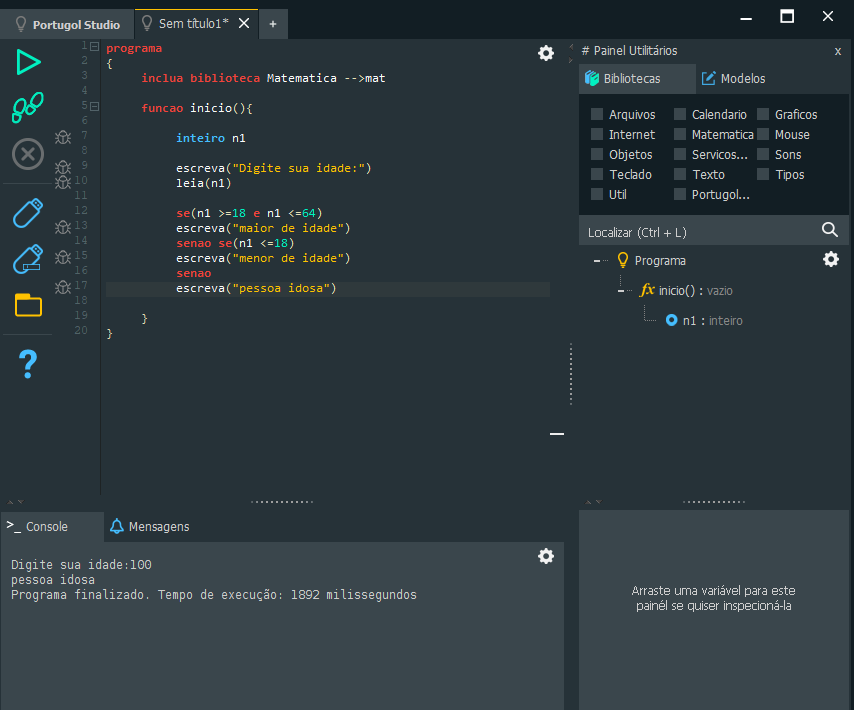 Portugol Studio
Sem título1*
+
1 programa
2 {
3 inclua biblioteca Matematica -->mat
4
5 funcao inicio(){
6
7 inteiro n1
8
9 escreva("Digite sua idade:")
10 leia(n1)
11
12 se(n1 >=18 e n1 <=64)
13 escreva("maior de idade")
14 senao se(n1 <=18)
15 escreva("menor de idade")
16 senao
17 escreva("pessoa idosa")
18
19 }
20 }
# Painel Utilitários x
Bibliotecas Modelos
Arquivos Calendario Graficos
Internet Matematica Mouse
Objetos Servicos... Sons
Teclado Texto Tipos
Util Portugol...
Localizar (Ctrl + L)
Programa
fx inicio() : vazio
n1 : inteiro
?
>_ Console Mensagens
Digite sua idade:100
pessoa idosa
Programa finalizado. Tempo de execução: 1892 milissegundos
Arraste uma variável para este
painél se quiser inspecioná-la